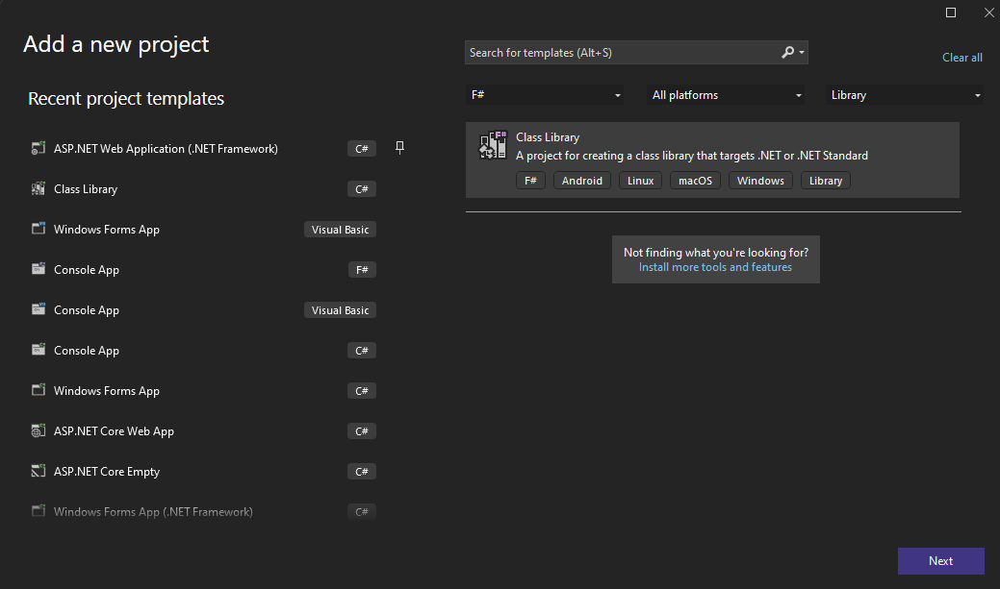 Add a new project
Recent project templates
ASP.NET Web Application (.NET Framework) C#
Class Library C#
Windows Forms App Visual Basic
Console App F#
Console App Visual Basic
Console App C#
Windows Forms App C#
ASP.NET Core Web App C#
ASP.NET Core Empty C#
Windows Forms App (.NET Framework) C#
Search for templates (Alt+S)
Clear all
F# All platforms Library
Class Library
A project for creating a class library that targets .NET or .NET Standard
F# Android Linux macOS Windows Library
Not finding what you're looking for?
Install more tools and features
Next